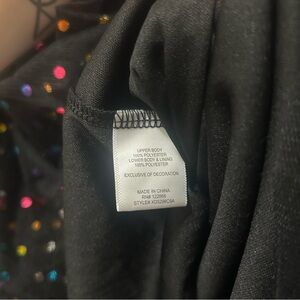 UPPER BODY
100% POLYESTER
LOWER BODY & LINING
100% POLYESTER
EXCLUSIVE OF DECORATION
MADE IN CHINA
RN#
STYLE#